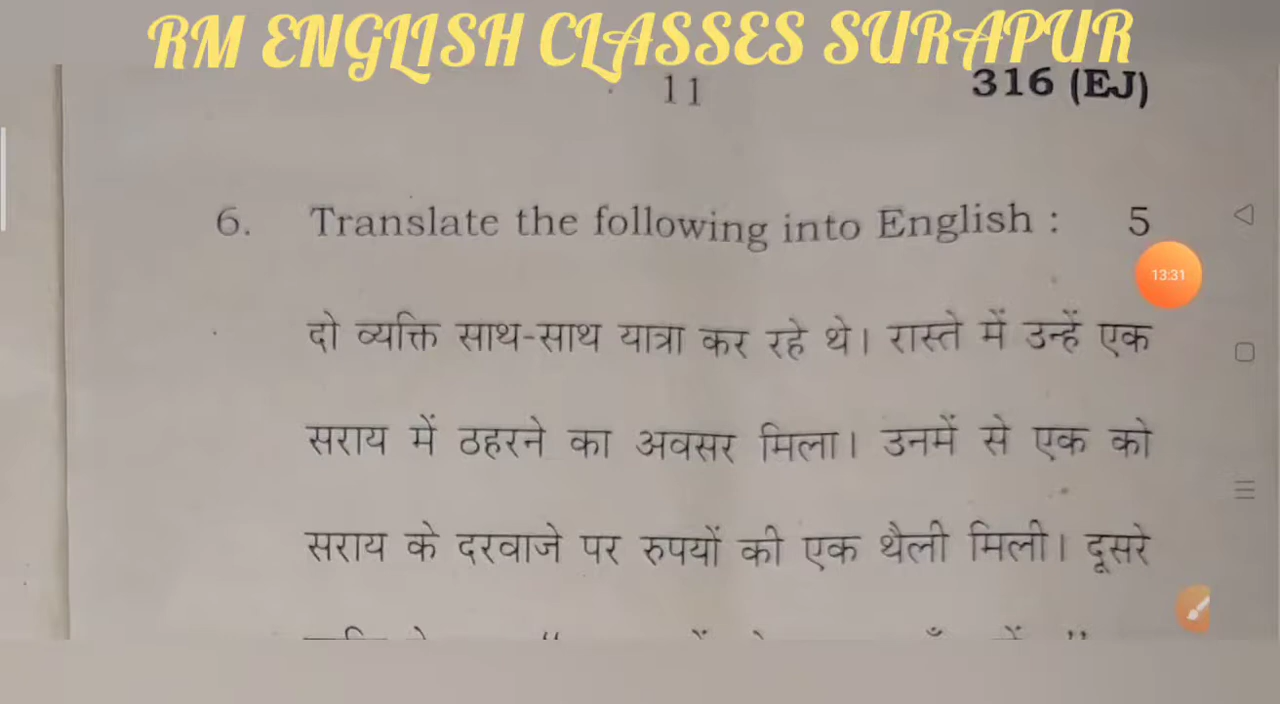 RM ENGLISH CLASSES SURAPUR
11 316 (EJ)
6. Translate the following into English : 5
13:31
दो व्यक्ति साथ-साथ यात्रा कर रहे थे। रास्ते में उन्हें एक
सराय में ठहरने का अवसर मिला। उनमें से एक को
सराय के दरवाजे पर रुपयों की एक थैली मिली। दूसरे